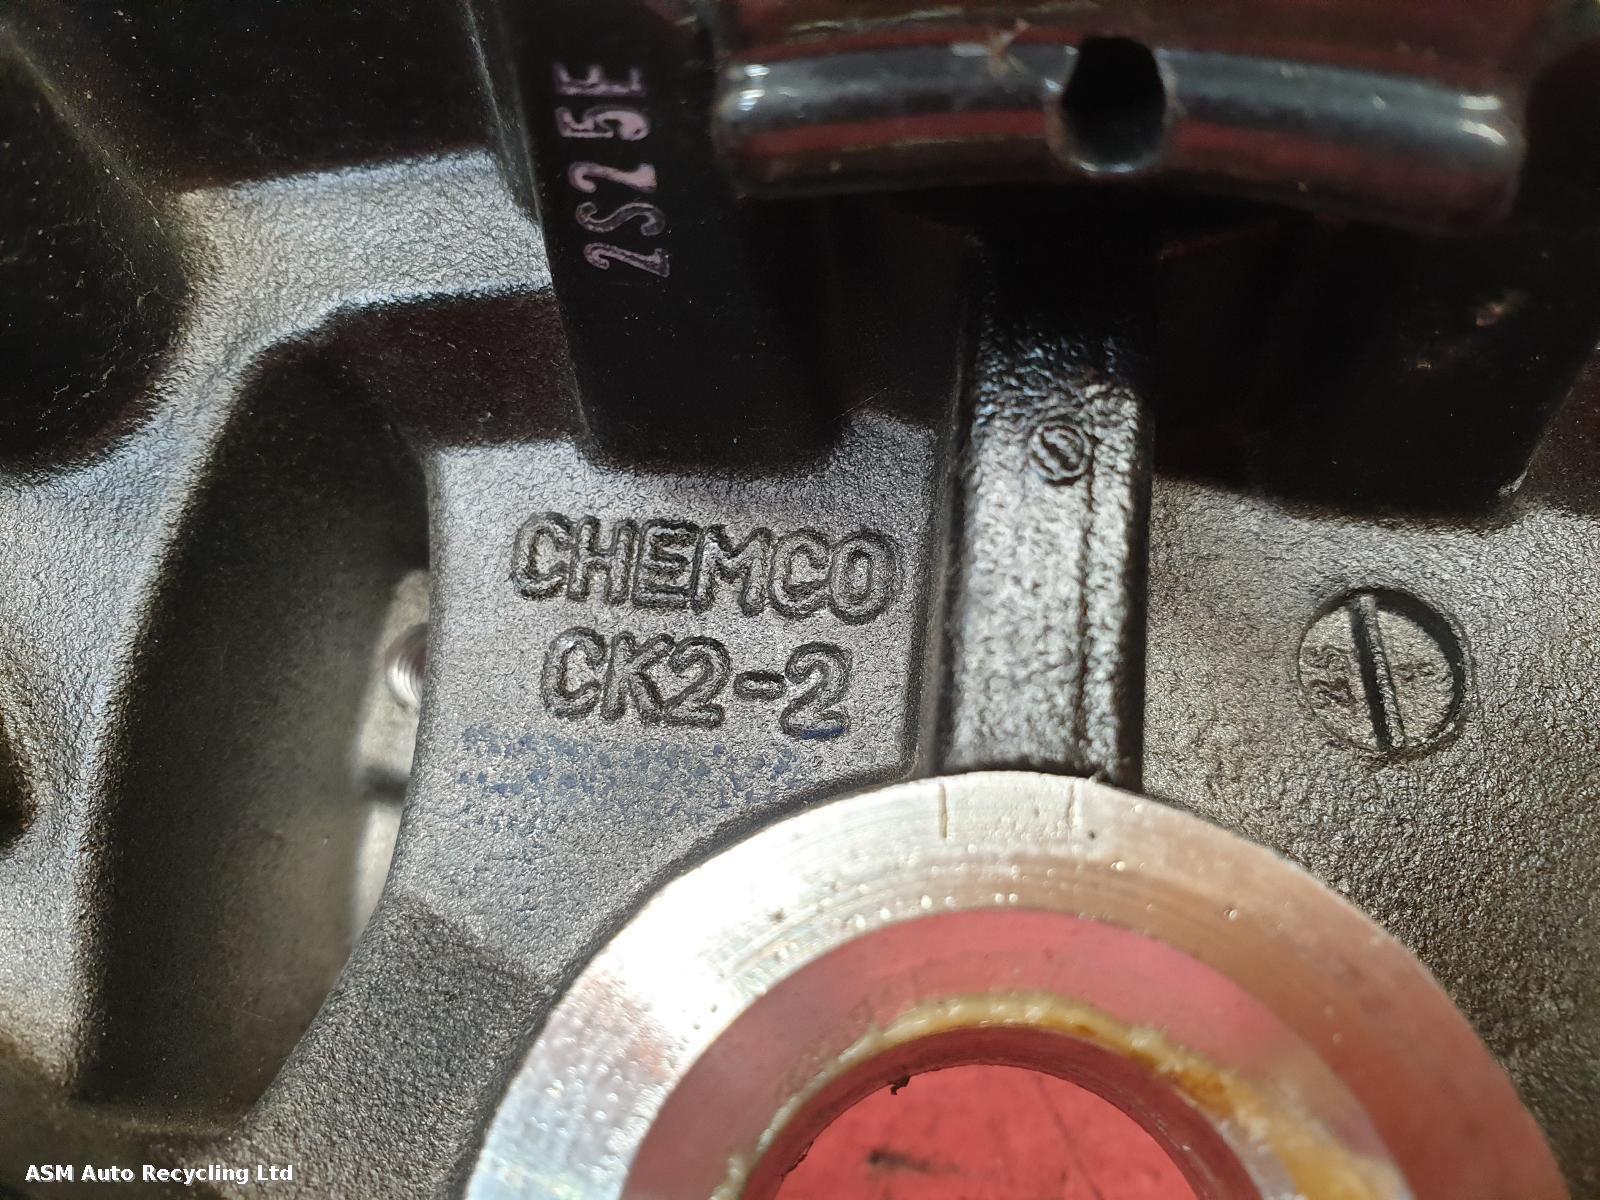 2S25E
CHEMCO
CK2-2
ASM Auto Recycling Ltd